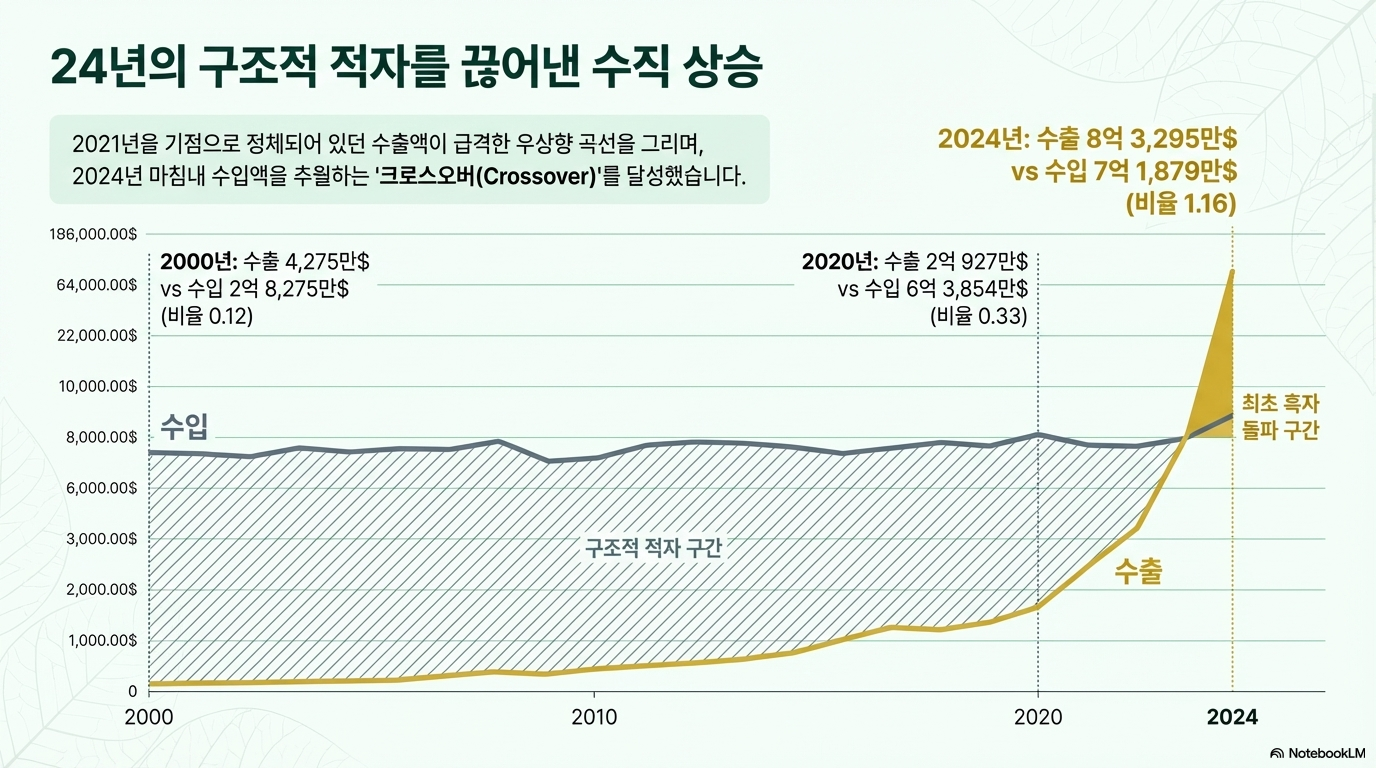 24년의 구조적 적자를 끊어낸 수직 상승
2021년을 기점으로 정체되어 있던 수출액이 급격한 우상향 곡선을 그리며,
2024년 마침내 수입액을 추월하는 '크로스오버(Crossover)'를 달성했습니다.
2024년: 수출 8억 3,295만$
vs 수입 7억 1,879만$
(비율 1.16)
186,000.00$
64,000.00$
22,000.00$
10,000.00$
8,000.00$
6,000.00$
3,000.00$
2,000.00$
1,000.00$
0
2000년: 수출 4,275만$
vs 수입 2억 8,275만$
(비율 0.12)
2020년: 수출 2억 927만$
vs 수입 6억 3,854만$
(비율 0.33)
수입
최초 흑자
돌파 구간
구조적 적자 구간
수출
2000
2010
2020
2024
NotebookLM